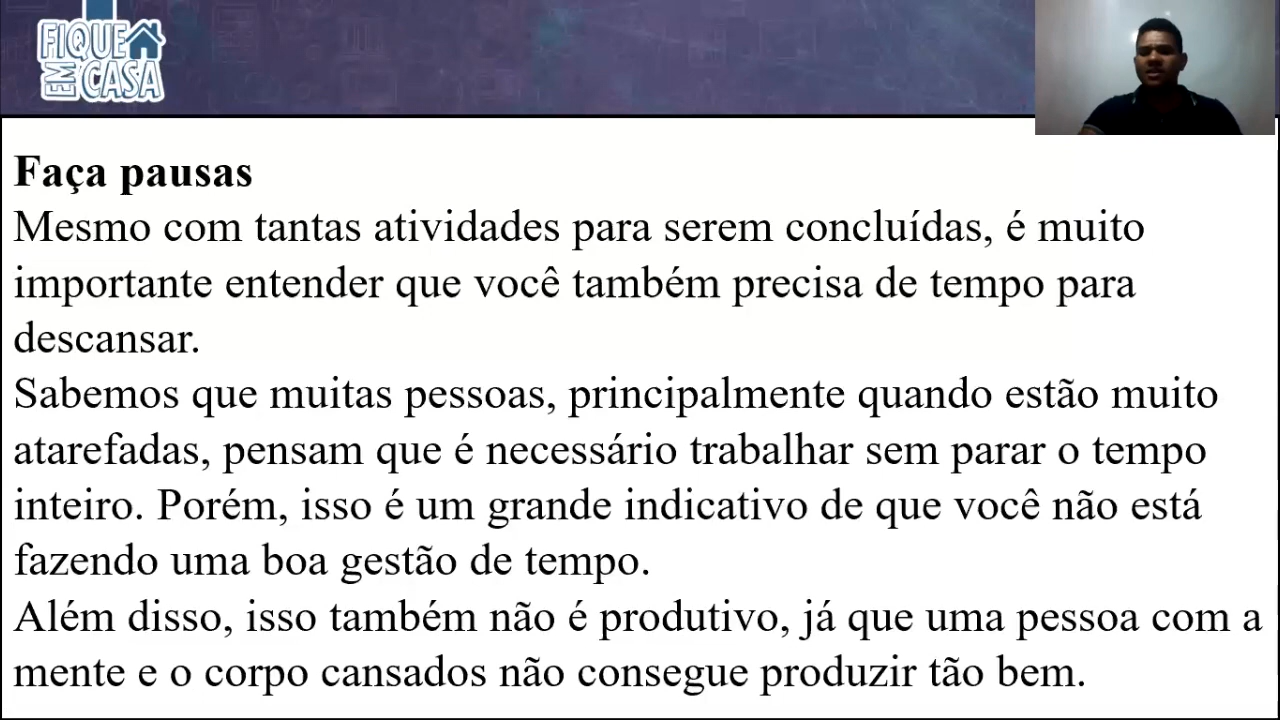 FIQUE
EM CASA
Faça pausas
Mesmo com tantas atividades para serem concluídas, é muito
importante entender que você também precisa de tempo para
descansar.
Sabemos que muitas pessoas, principalmente quando estão muito
atarefadas, pensam que é necessário trabalhar sem parar o tempo
inteiro. Porém, isso é um grande indicativo de que você não está
fazendo uma boa gestão de tempo.
Além disso, isso também não é produtivo, já que uma pessoa com a
mente e o corpo cansados não consegue produzir tão bem.